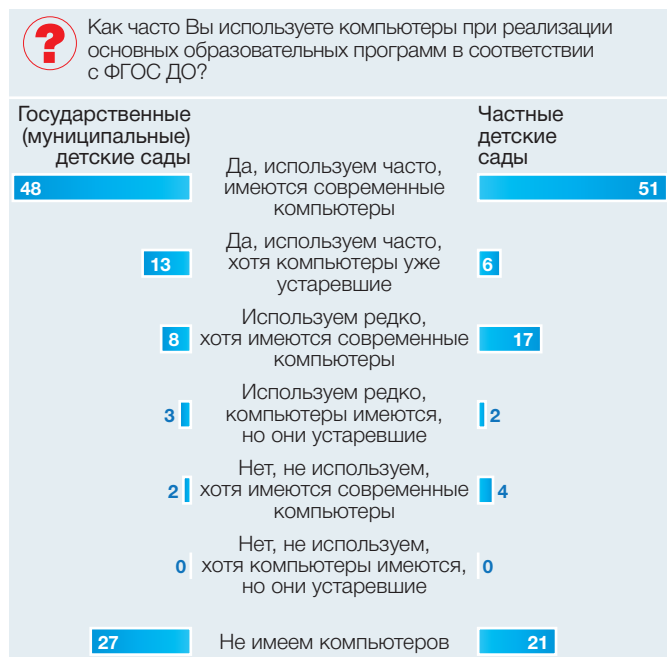 ?
Как часто Вы используете компьютеры при реализации
основных образовательных программ в соответствии
с ФГОС ДО?
Государственные
(муниципальные)
детские сады
Частные
детские
сады
48
Да, используем часто,
имеются современные
компьютеры
51
13
Да, используем часто,
хотя компьютеры уже
устаревшие
6
8
Используем редко,
хотя имеются современные
компьютеры
17
3
Используем редко,
компьютеры имеются,
но они устаревшие
2
2
Нет, не используем,
хотя имеются современные
компьютеры
4
0
Нет, не используем,
хотя компьютеры имеются,
но они устаревшие
0
27
Не имеем компьютеров
21